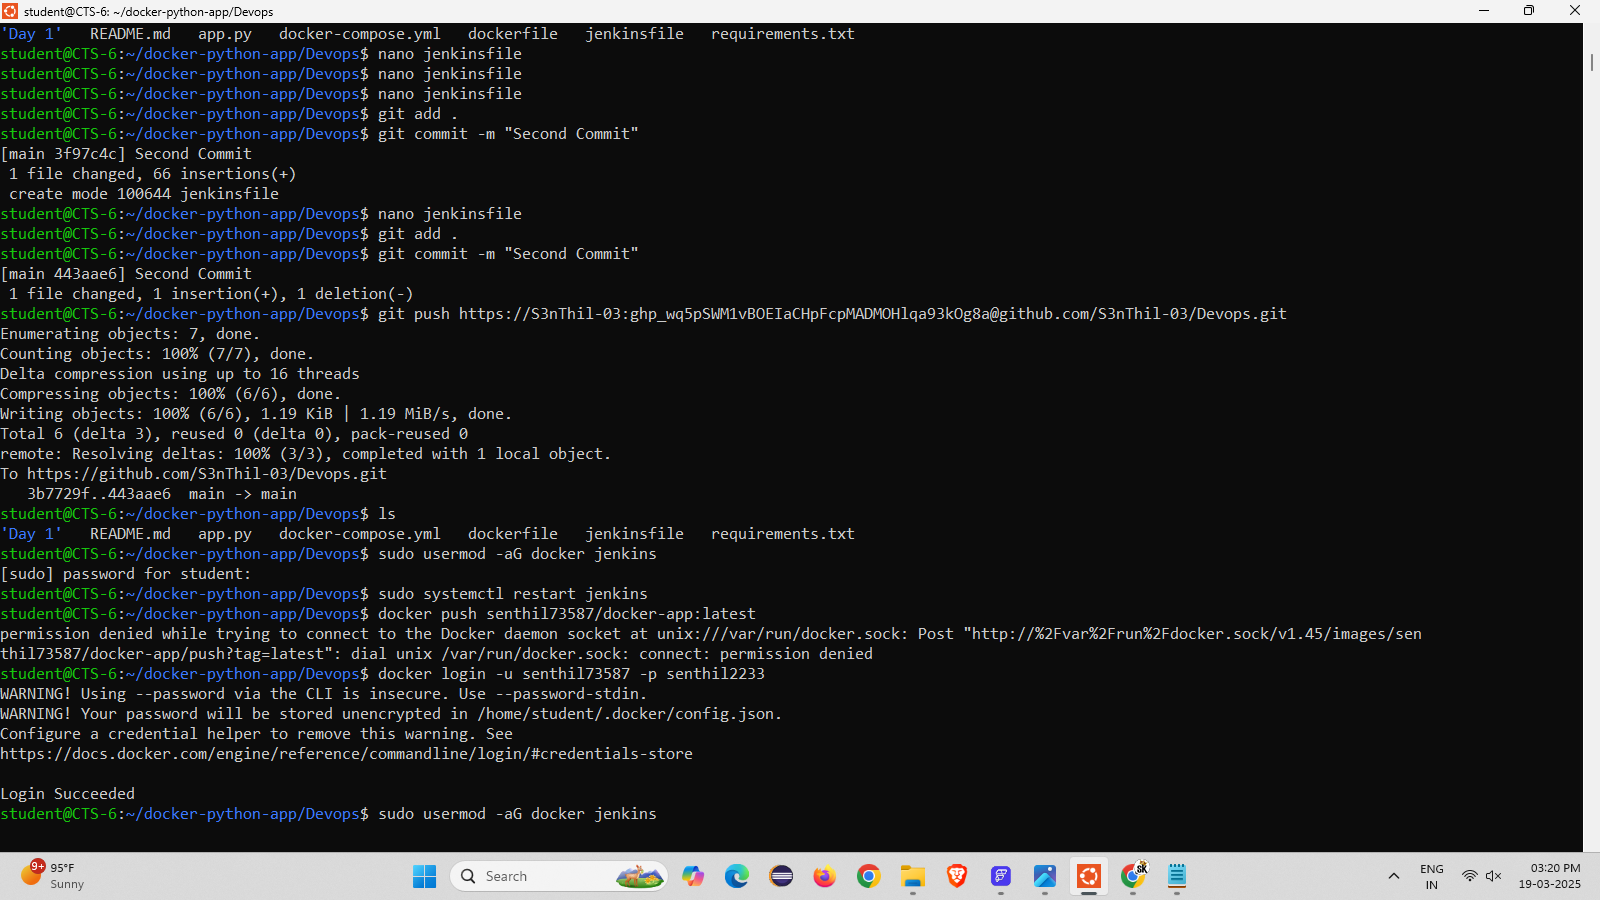 student@CTS-6: ~/docker-python-app/Devops
'Day 1'   README.md   app.py   docker-compose.yml   dockerfile   jenkinsfile   requirements.txt
student@CTS-6:~/docker-python-app/Devops$ nano jenkinsfile
student@CTS-6:~/docker-python-app/Devops$ nano jenkinsfile
student@CTS-6:~/docker-python-app/Devops$ nano jenkinsfile
student@CTS-6:~/docker-python-app/Devops$ git add .
student@CTS-6:~/docker-python-app/Devops$ git commit -m "Second Commit"
[main 3f97c4c] Second Commit
 1 file changed, 66 insertions(+)
 create mode 100644 jenkinsfile
student@CTS-6:~/docker-python-app/Devops$ nano jenkinsfile
student@CTS-6:~/docker-python-app/Devops$ git add .
student@CTS-6:~/docker-python-app/Devops$ git commit -m "Second Commit"
[main 443aae6] Second Commit
 1 file changed, 1 insertion(+), 1 deletion(-)
student@CTS-6:~/docker-python-app/Devops$ git push https://S3nThil-03: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@github.com/S3nThil-03/Devops.git
Enumerating objects: 7, done.
Counting objects: 100% (7/7), done.
Delta compression using up to 16 threads
Compressing objects: 100% (6/6), done.
Writing objects: 100% (6/6), 1.19 KiB | 1.19 MiB/s, done.
Total 6 (delta 3), reused 0 (delta 0), pack-reused 0
remote: Resolving deltas: 100% (3/3), completed with 1 local object.
To https://github.com/S3nThil-03/Devops.git
   3b7729f..443aae6  main -> main
student@CTS-6:~/docker-python-app/Devops$ ls
'Day 1'   README.md   app.py   docker-compose.yml   dockerfile   jenkinsfile   requirements.txt
student@CTS-6:~/docker-python-app/Devops$ sudo usermod -aG docker jenkins
[sudo] password for student:
student@CTS-6:~/docker-python-app/Devops$ sudo systemctl restart jenkins
student@CTS-6:~/docker-python-app/Devops$ docker push senthil73587/docker-app:latest
permission denied while trying to connect to the Docker daemon socket at unix:///var/run/docker.sock: Post "http://%2Fvar%2Frun%2Fdocker.sock/v1.45/images/sen
thil73587/docker-app/push?tag=latest": dial unix /var/run/docker.sock: connect: permission denied
student@CTS-6:~/docker-python-app/Devops$ docker login -u senthil73587 -p senthil2233
WARNING! Using --password via the CLI is insecure. Use --password-stdin.
WARNING! Your password will be stored unencrypted in /home/student/.docker/config.json.
Configure a credential helper to remove this warning. See
https://docs.docker.com/engine/reference/commandline/login/#credentials-store
Login Succeeded
student@CTS-6:~/docker-python-app/Devops$ sudo usermod -aG docker jenkins
9+
95°F
Sunny
Search
SK
ENG
IN
03:20 PM
19-03-2025